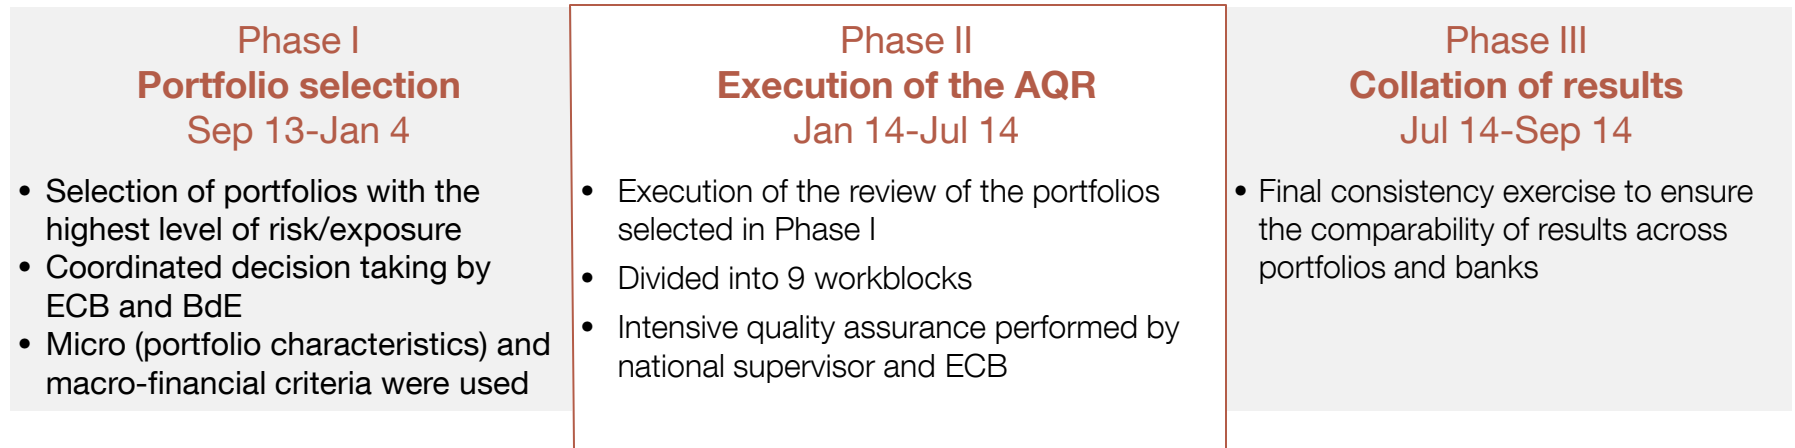 Phase I
Portfolio selection
Sep 13-Jan 4
• Selection of portfolios with the
highest level of risk/exposure
• Coordinated decision taking by
ECB and BdE
• Micro (portfolio characteristics) and
macro-financial criteria were used
Phase II
Execution of the AQR
Jan 14-Jul 14
• Execution of the review of the portfolios
selected in Phase I
• Divided into 9 workblocks
• Intensive quality assurance performed by
national supervisor and ECB
Phase III
Collation of results
Jul 14-Sep 14
• Final consistency exercise to ensure
the comparability of results across
portfolios and banks